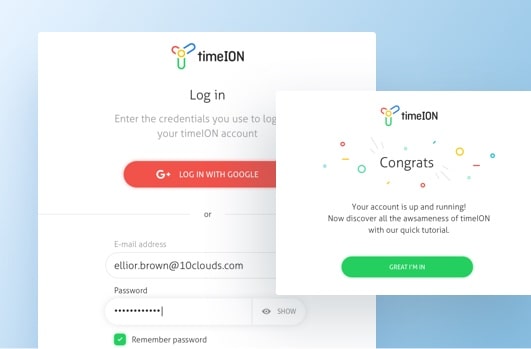 timeION
Log in
Enter the credentials you use to log
your timeION account
G+ LOG IN WITH GOOGLE
or
E-mail address
ellior.brown@10clouds.com
Password
••••••••••••
SHOW
Remember password
timeION
Congrats
Your account is up and running!
Now discover all the awsameness of timeION
with our quick tutorial.
GREAT I'M IN